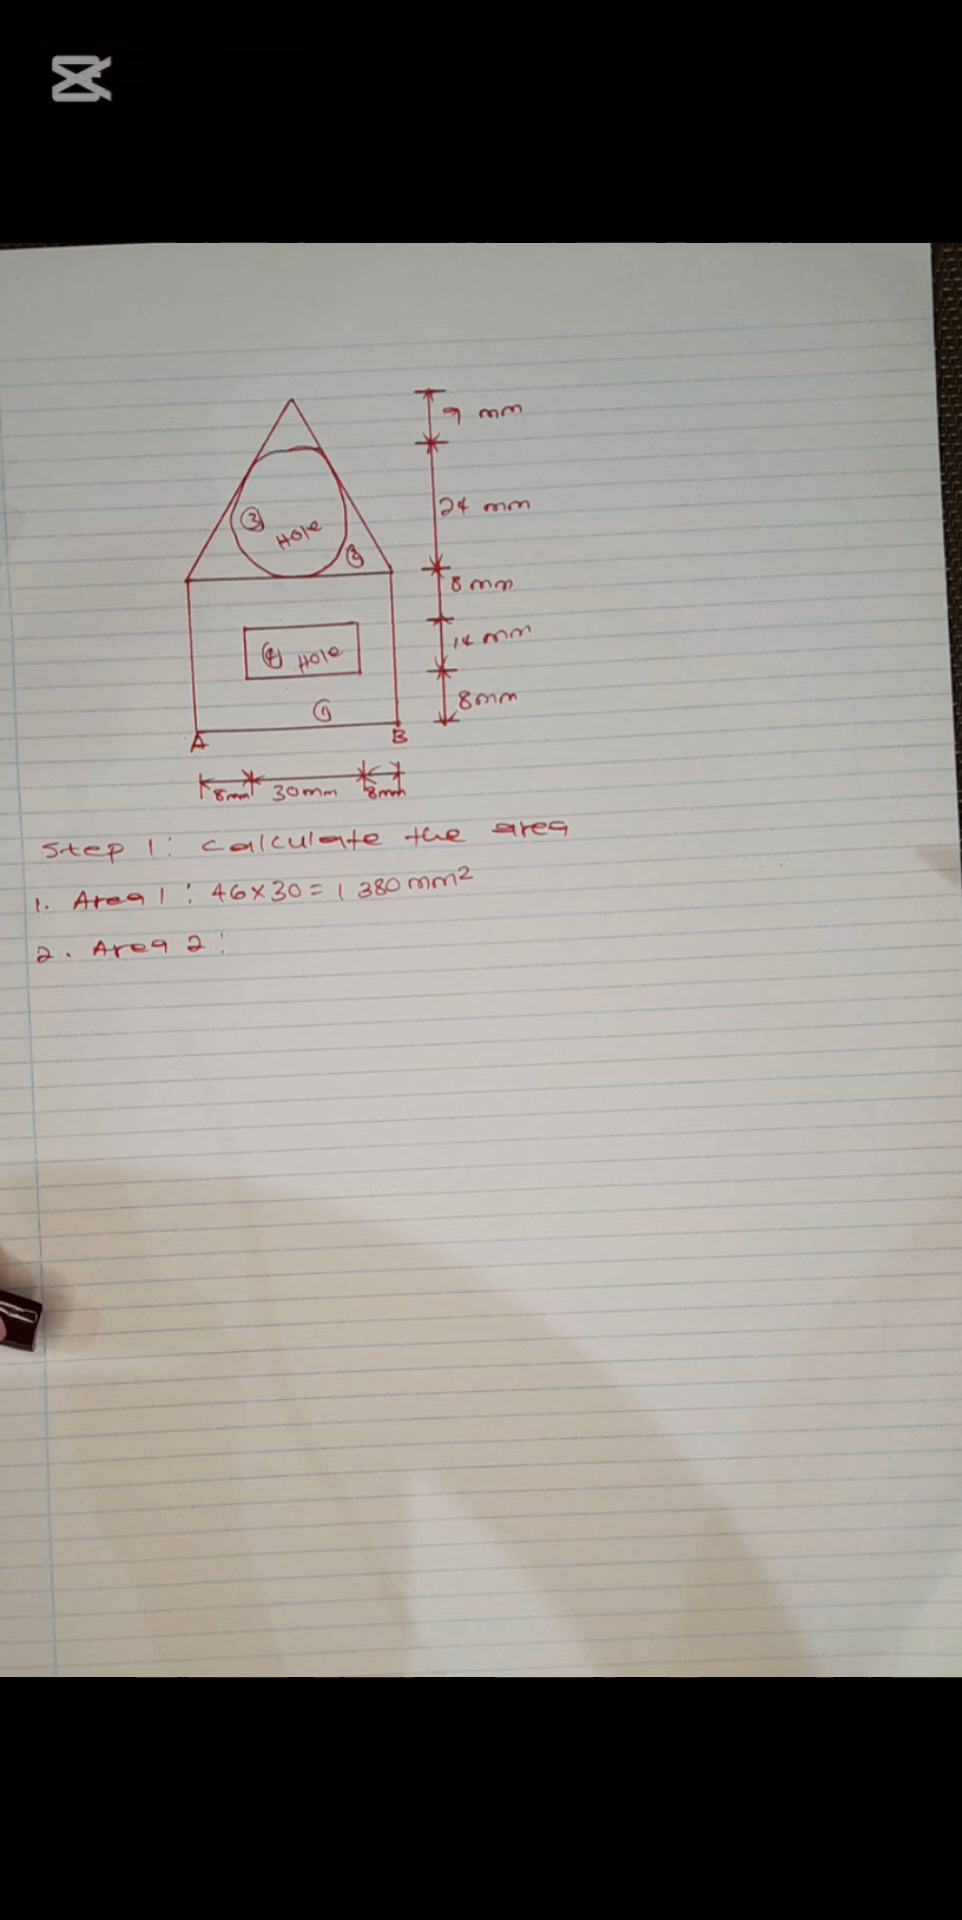 9 mm
24 mm
③
Hole
③
8 mm
14 mm
④ Hole
8mm
①
A
B
8mm
30mm
8mm
Step 1: Calculate the area
1. Area 1: 46×30 = 1 380 mm²
2. Area 2: